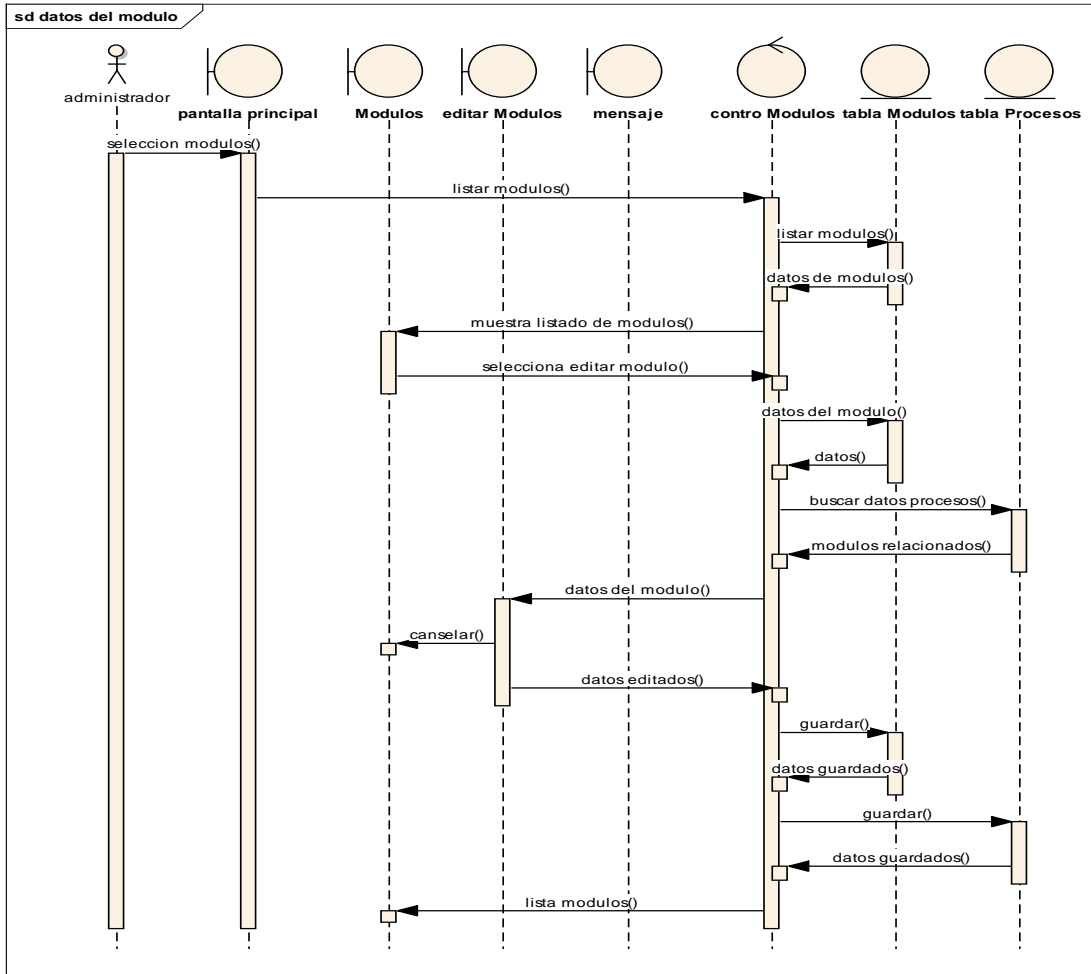 sd datos del modulo
administrador
pantalla principal
Modulos
editar Modulos
mensaje
contro Modulos
tabla Modulos
tabla Procesos
seleccion modulos()
listar modulos()
listar modulos()
datos de modulos()
muestra listado de modulos()
selecciona editar modulo()
datos del modulo()
datos()
buscar datos procesos()
modulos relacionados()
datos del modulo()
canselar()
datos editados()
guardar()
datos guardados()
guardar()
datos guardados()
lista modulos()